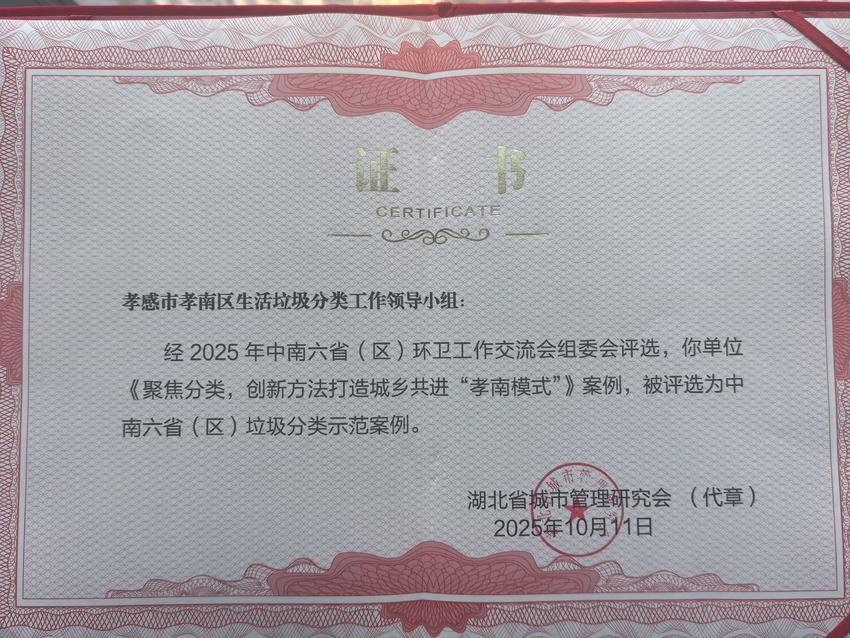 证 书
CERTIFICATE
孝感市孝南区生活垃圾分类工作领导小组：
经 2025 年中南六省（区）环卫工作交流会组委会评选，你单位
《聚焦分类，创新方法打造城乡共进“孝南模式”》案例，被评选为中
南六省（区）垃圾分类示范案例。
湖北省城市管理研究会 （代章）
2025年10月11日